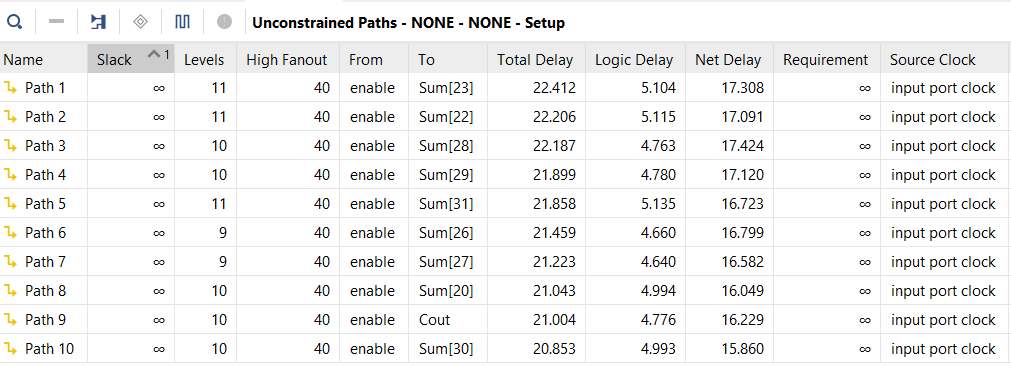 Unconstrained Paths - NONE - NONE - Setup
Name Slack 1 Levels High Fanout From To Total Delay Logic Delay Net Delay Requirement Source Clock
Path 1 ∞ 11 40 enable Sum[23] 22.412 5.104 17.308 ∞ input port clock
Path 2 ∞ 11 40 enable Sum[22] 22.206 5.115 17.091 ∞ input port clock
Path 3 ∞ 10 40 enable Sum[28] 22.187 4.763 17.424 ∞ input port clock
Path 4 ∞ 10 40 enable Sum[29] 21.899 4.780 17.120 ∞ input port clock
Path 5 ∞ 11 40 enable Sum[31] 21.858 5.135 16.723 ∞ input port clock
Path 6 ∞ 9 40 enable Sum[26] 21.459 4.660 16.799 ∞ input port clock
Path 7 ∞ 9 40 enable Sum[27] 21.223 4.640 16.582 ∞ input port clock
Path 8 ∞ 10 40 enable Sum[20] 21.043 4.994 16.049 ∞ input port clock
Path 9 ∞ 10 40 enable Cout 21.004 4.776 16.229 ∞ input port clock
Path 10 ∞ 10 40 enable Sum[30] 20.853 4.993 15.860 ∞ input port clock